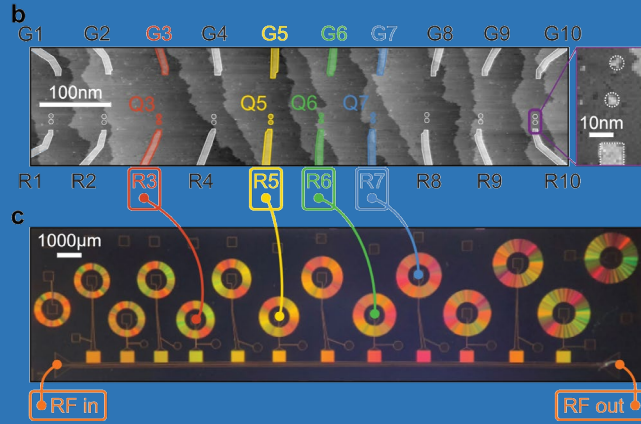 b
G1 G2 G3 G4 G5 G6 G7 G8 G9 G10
100nm
Q3 Q5 Q6 Q7
10nm
R1 R2 R3 R4 R5 R6 R7 R8 R9 R10
c
1000μm
RF in RF out